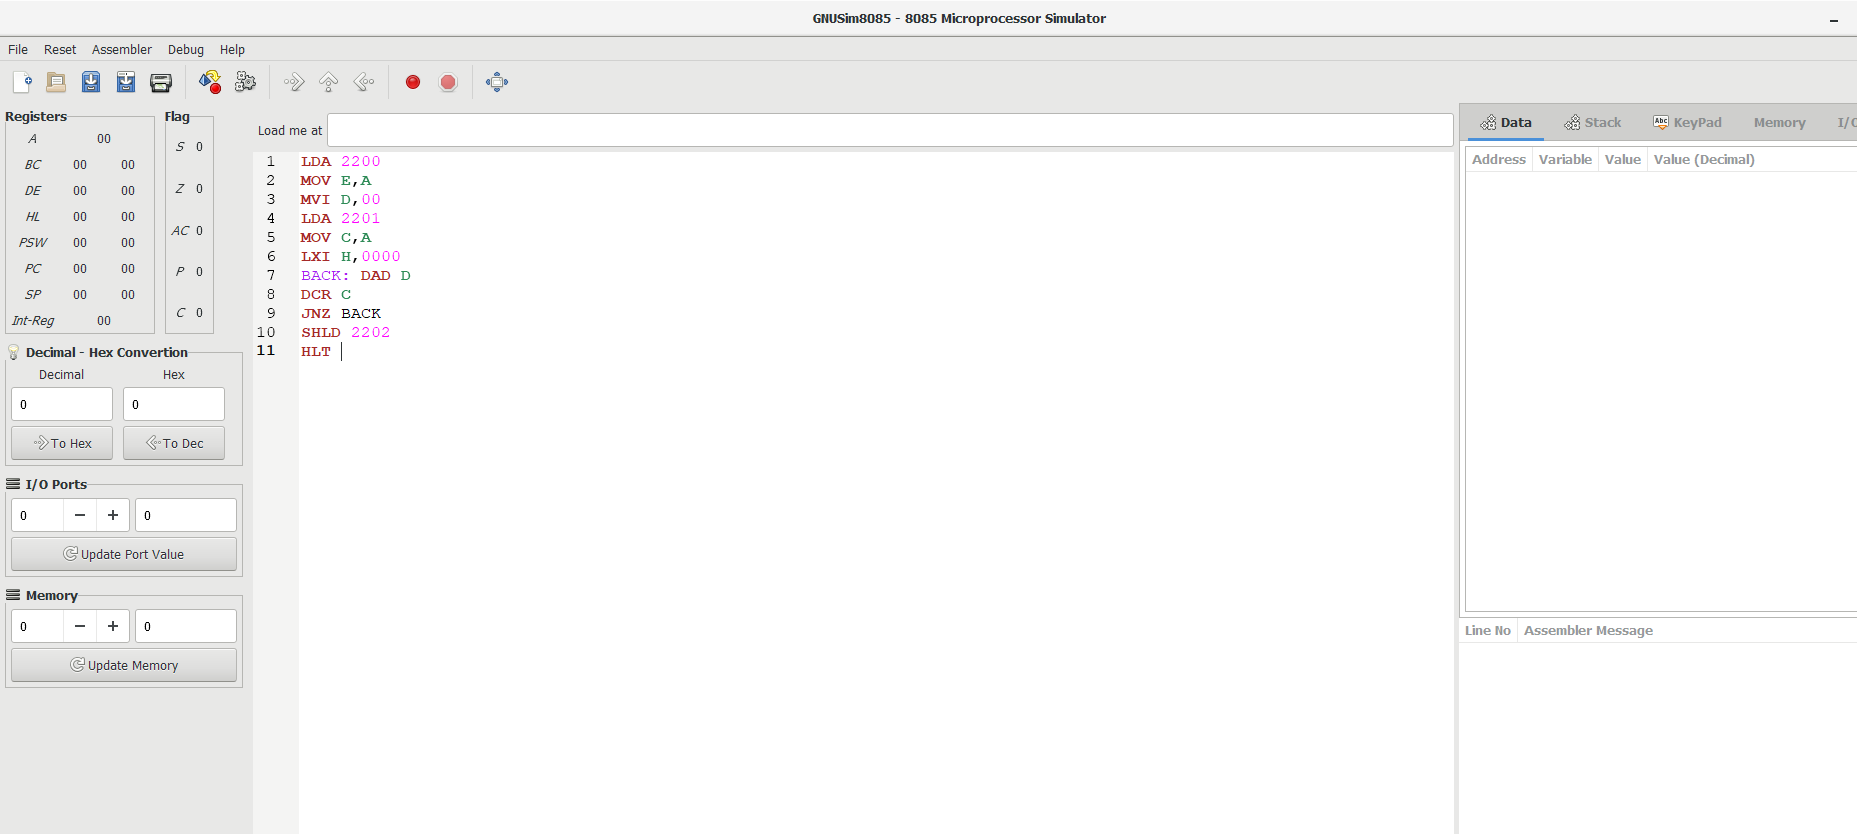 GNUSim8085 - 8085 Microprocessor Simulator
File Reset Assembler Debug Help
Registers
A 00
BC 00 00
DE 00 00
HL 00 00
PSW 00 00
PC 00 00
SP 00 00
Int-Reg 00
Flag
S 0
Z 0
AC 0
P 0
C 0
Decimal - Hex Convertion
Decimal Hex
0 0
To Hex To Dec
I/O Ports
0 − + 0
Update Port Value
Memory
0 − + 0
Update Memory
Load me at
1 LDA 2200
2 MOV E,A
3 MVI D,00
4 LDA 2201
5 MOV C,A
6 LXI H,0000
7 BACK: DAD D
8 DCR C
9 JNZ BACK
10 SHLD 2202
11 HLT
Data Stack Abc KeyPad Memory I/O
Address Variable Value Value (Decimal)
Line No Assembler Message